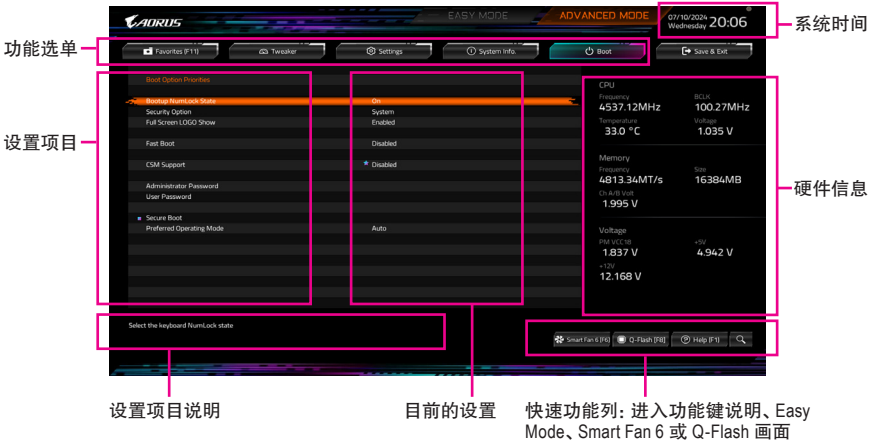 AORUS
EASY MODE
ADVANCED MODE
07/10/2024
Wednesday
20:06
系统时间
功能选单
Favorites (F11)
Tweaker
Settings
System Info.
Boot
Save & Exit
设置项目
Boot Option Priorities
Bootup NumLock State On
Security Option System
Full Screen LOGO Show Enabled
Fast Boot Disabled
CSM Support Disabled
Administrator Password
User Password
Secure Boot
Preferred Operating Mode Auto
CPU
Frequency BCLK
4537.12MHz 100.27MHz
Temperature Voltage
33.0 °C 1.035 V
Memory
Frequency Size
4813.34MT/s 16384MB
Ch A/B Volt
1.995 V
Voltage
PM VCC18 +5V
1.837 V 4.942 V
+12V
12.168 V
硬件信息
Select the keyboard NumLock state
Smart Fan 6 [F6]
Q-Flash [F8]
Help (F1)
设置项目说明
目前的设置
快速功能列: 进入功能键说明、Easy
Mode、Smart Fan 6 或 Q-Flash 画面